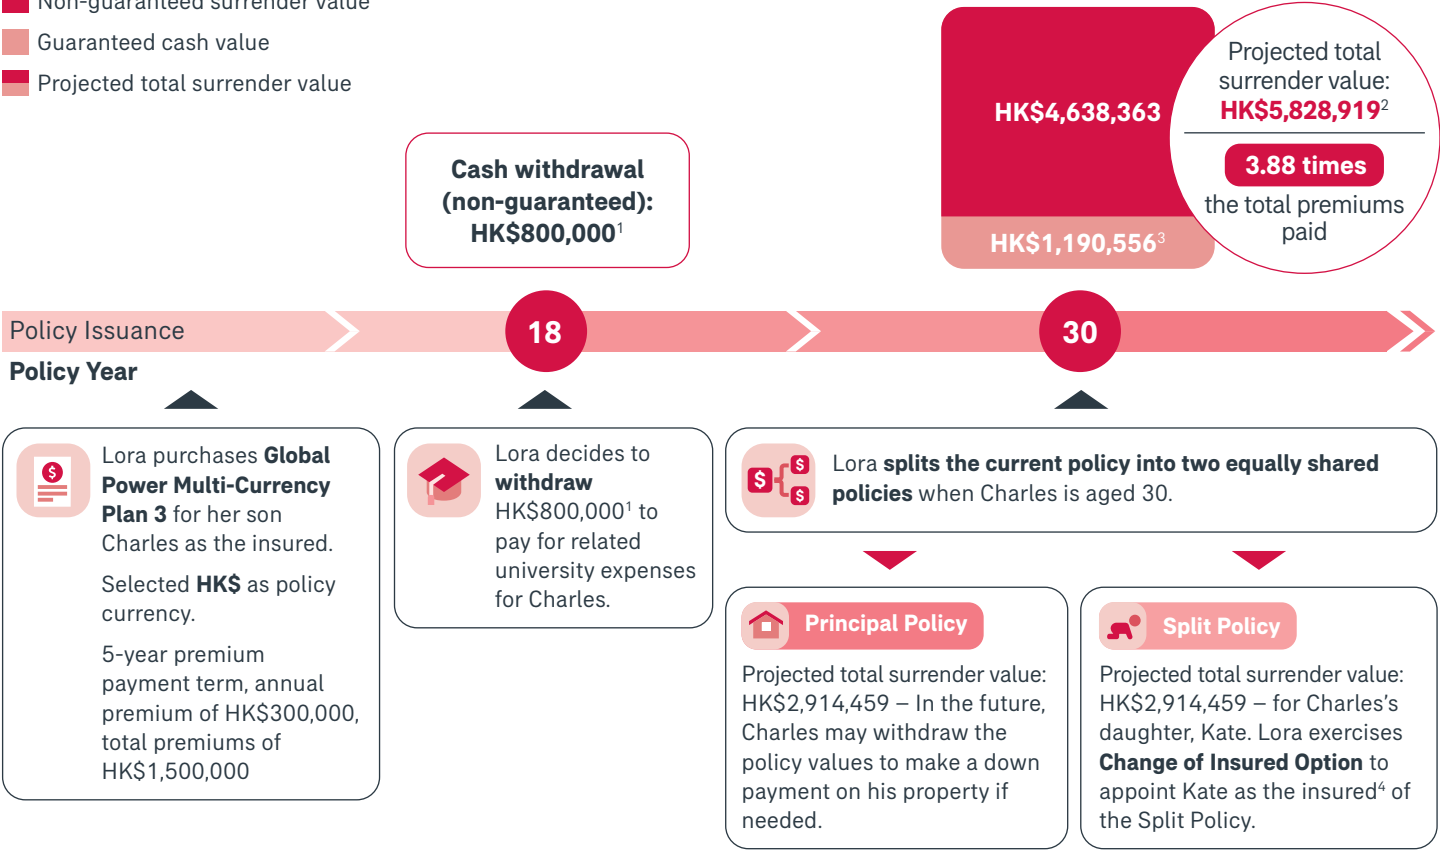 Non-guaranteed surrender value
Guaranteed cash value
Projected total surrender value
Cash withdrawal
(non-guaranteed):
HK$800,000¹
HK$4,638,363
HK$1,190,556³
Projected total
surrender value:
HK$5,828,919²
3.88 times
the total premiums
paid
Policy Issuance
18
30
Policy Year
Lora purchases Global
Power Multi-Currency
Plan 3 for her son
Charles as the insured.
Selected HK$ as policy
currency.
5-year premium
payment term, annual
premium of HK$300,000,
total premiums of
HK$1,500,000
Lora decides to
withdraw
HK$800,000¹ to
pay for related
university expenses
for Charles.
Lora splits the current policy into two equally shared
policies when Charles is aged 30.
Principal Policy
Projected total surrender value:
HK$2,914,459 – In the future,
Charles may withdraw the
policy values to make a down
payment on his property if
needed.
Split Policy
Projected total surrender value:
HK$2,914,459 – for Charles’s
daughter, Kate. Lora exercises
Change of Insured Option to
appoint Kate as the insured⁴ of
the Split Policy.